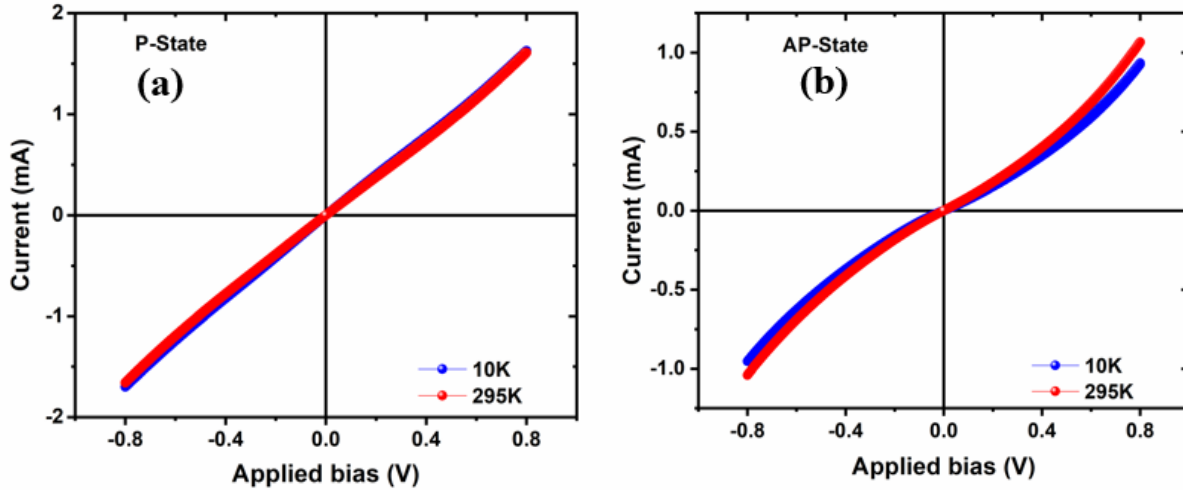 P-State
(a)
2
1
0
-1
-2
Current (mA)
10K
295K
-0.8
-0.4
0.0
0.4
0.8
Applied bias (V)
AP-State
(b)
1.0
0.5
0.0
-0.5
-1.0
Current (mA)
10K
295K
-0.8
-0.4
0.0
0.4
0.8
Applied bias (V)